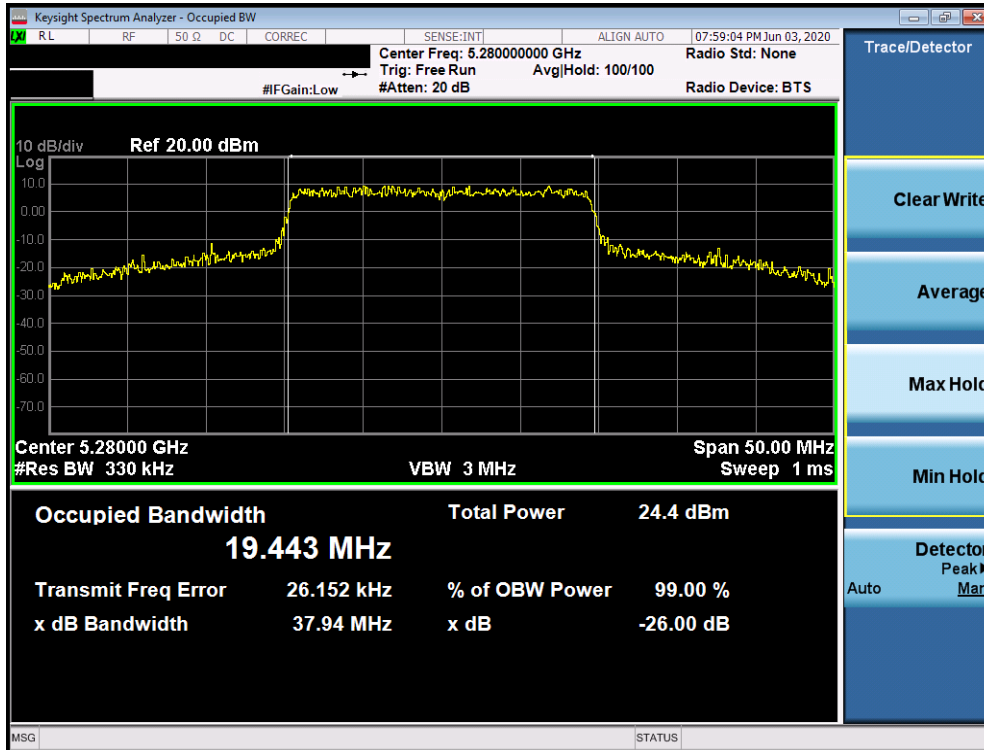 Keysight Spectrum Analyzer - Occupied BW
LXI RL RF 50 Ω DC CORREC SENSE:INT ALIGN AUTO 07:59:04 PM Jun 03, 2020
Center Freq: 5.280000000 GHz Radio Std: None
Trig: Free Run Avg|Hold: 100/100
#IFGain:Low #Atten: 20 dB Radio Device: BTS
Trace/Detector
10 dB/div Ref 20.00 dBm
Log
10.0
0.00
-10.0
-20.0
-30.0
-40.0
-50.0
-60.0
-70.0
Center 5.28000 GHz Span 50.00 MHz
#Res BW 330 kHz VBW 3 MHz Sweep 1 ms
Occupied Bandwidth Total Power 24.4 dBm
19.443 MHz
Transmit Freq Error 26.152 kHz % of OBW Power 99.00 %
x dB Bandwidth 37.94 MHz x dB -26.00 dB
Clear Write
Average
Max Hold
Min Hold
Detector
Peak
Auto Man
MSG STATUS